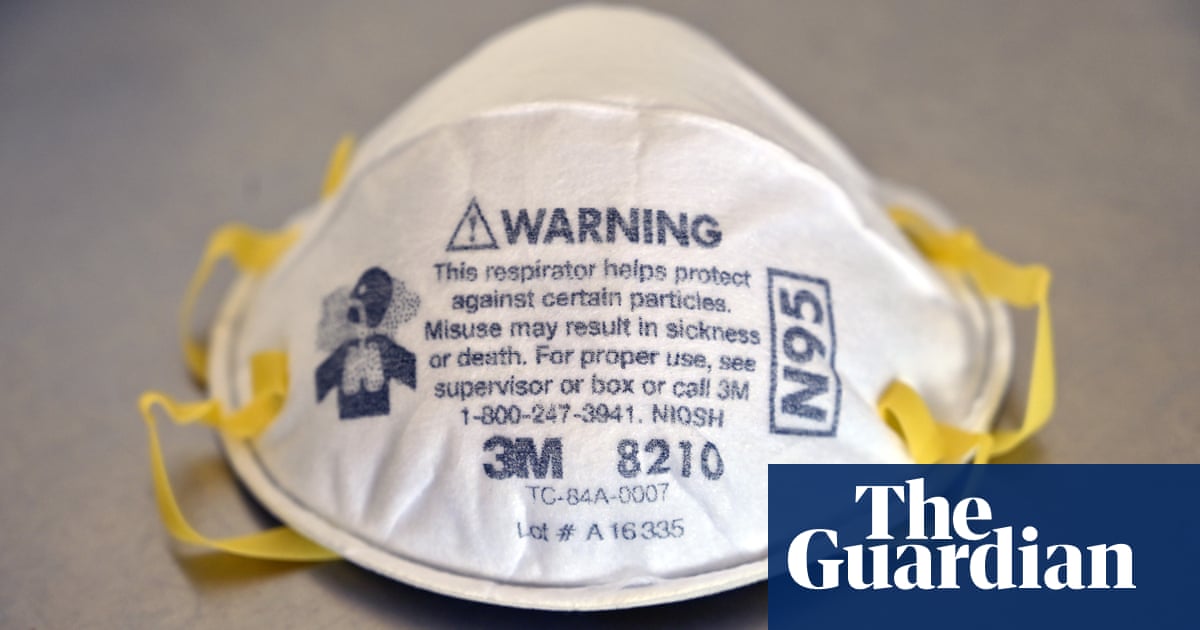 WARNING
This respirator helps protect
against certain particles.
Misuse may result in sickness
or death. For proper use, see
supervisor or box or call 3M
1-800-247-3941. NIOSH
3M 8210
TC-84A-0007
Lot # A 16335
N95
The
Guardian